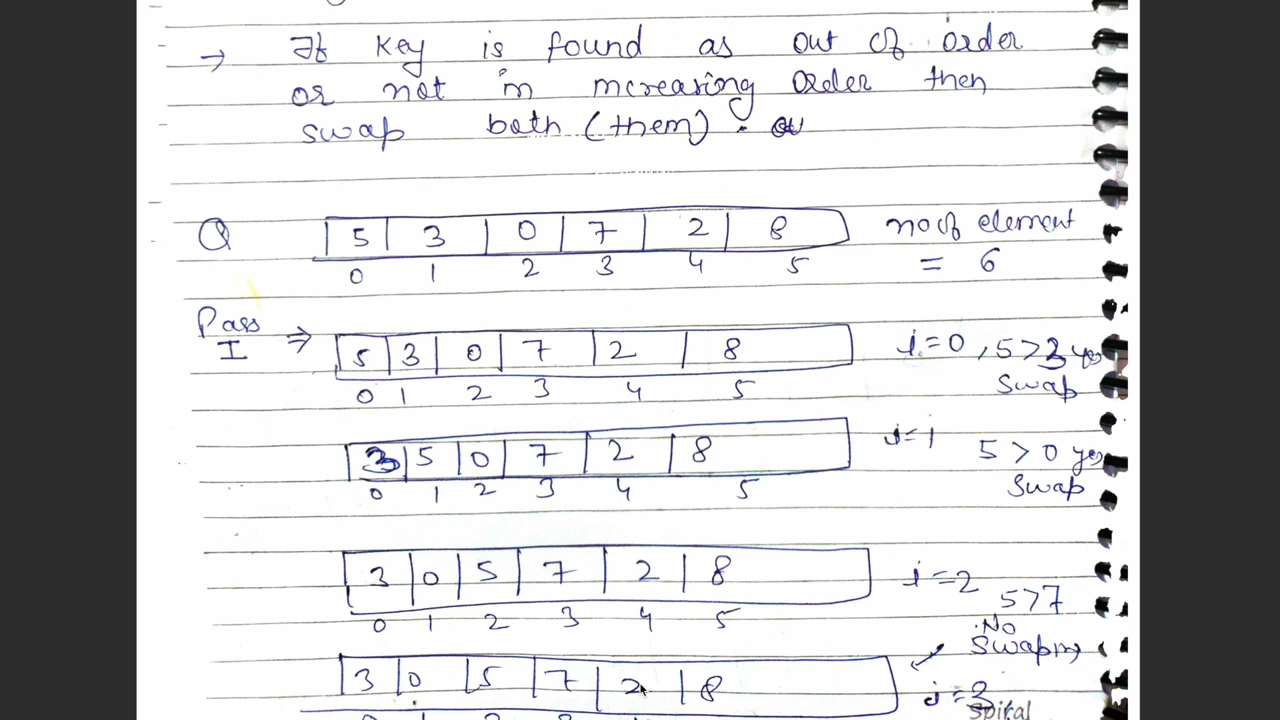 → If key is found as out of order
or not in increasing order then
swap both (them).
Q 5 3 0 7 2 8 no of element
0 1 2 3 4 5 = 6
Pass I ⇒ 5 3 0 7 2 8 i=0, 5>3 yes
0 1 2 3 4 5 Swap
3 5 0 7 2 8 i=1 5>0 yes
0 1 2 3 4 5 Swap
3 0 5 7 2 8 i=2 5>7
0 1 2 3 4 5 No
Swaping
3 0 5 7 2 8 i=3
Spiral